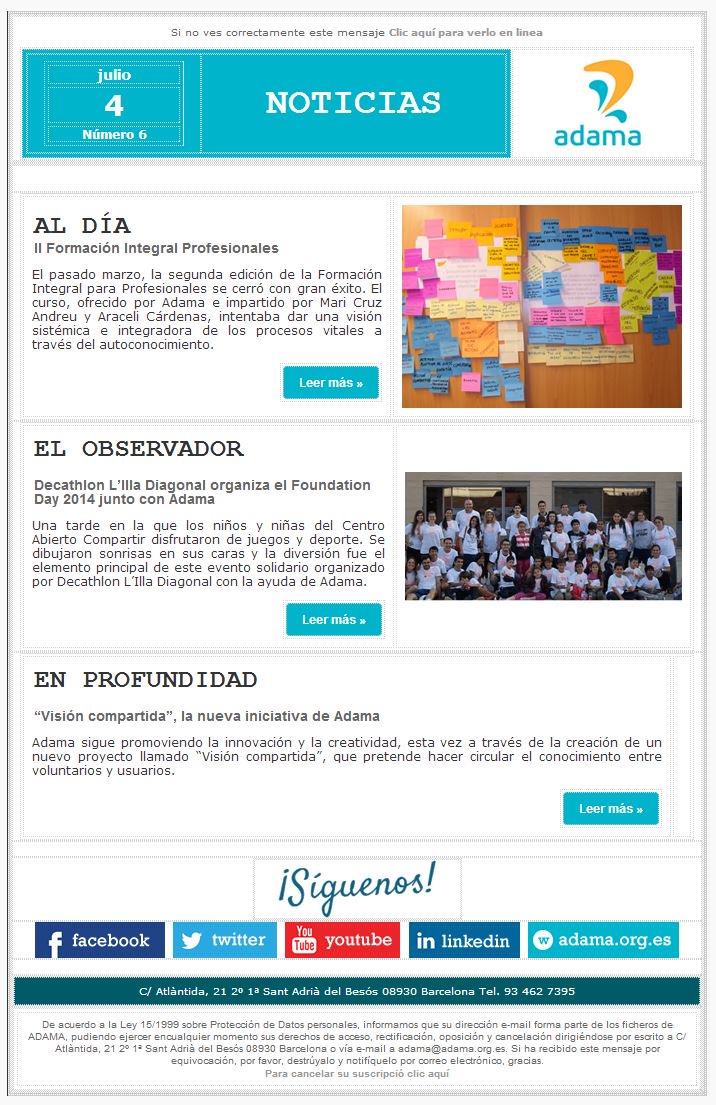 Si no ves correctamente este mensaje Clic aquí para verlo en linea
julio
4
Número 6
NOTICIAS
adama
AL DÍA
II Formación Integral Profesionales
El pasado marzo, la segunda edición de la Formación
Integral para Profesionales se cerró con gran éxito. El
curso, ofrecido por Adama e impartido por Mari Cruz
Andreu y Araceli Cárdenas, intentaba dar una visión
sistémica e integradora de los procesos vitales a
través del autoconocimiento.
Leer más »
EL OBSERVADOR
Decathlon L’Illa Diagonal organiza el Foundation
Day 2014 junto con Adama
Una tarde en la que los niños y niñas del Centro
Abierto Compartir disfrutaron de juegos y deporte. Se
dibujaron sonrisas en sus caras y la diversión fue el
elemento principal de este evento solidario organizado
por Decathlon L´Illa Diagonal con la ayuda de Adama.
Leer más »
EN PROFUNDIDAD
“Visión compartida”, la nueva iniciativa de Adama
Adama sigue promoviendo la innovación y la creatividad, esta vez a través de la creación de un
nuevo proyecto llamado “Visión compartida”, que pretende hacer circular el conocimiento entre
voluntarios y usuarios.
Leer más »
¡Síguenos!
facebook
twitter
You Tube youtube
in linkedin
w adama.org.es
C/ Atlàntida, 21 2º 1ª Sant Adrià del Besós 08930 Barcelona Tel. 93 462 7395
De acuerdo a la Ley 15/1999 sobre Protección de Datos personales, informamos que su dirección e-mail forma parte de los ficheros de
ADAMA, pudiendo ejercer encualquier momento sus derechos de acceso, rectificación, oposición y cancelación dirigiéndose por escrito a C/
Atlàntida, 21 2º 1ª Sant Adrià del Besós 08930 Barcelona o vía e-mail a adama@adama.org.es. Si ha recibido este mensaje por
equivocación, por favor, destrúyalo y notifíquelo por correo electrónico, gracias.
Para cancelar su suscripció clic aquí